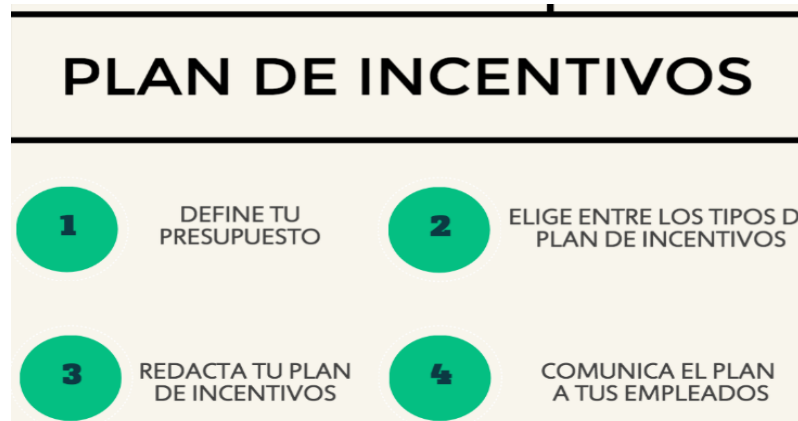 PLAN DE INCENTIVOS
1
DEFINE TU
PRESUPUESTO
2
ELIGE ENTRE LOS TIPOS D
PLAN DE INCENTIVOS
3
REDACTA TU PLAN
DE INCENTIVOS
4
COMUNICA EL PLAN
A TUS EMPLEADOS